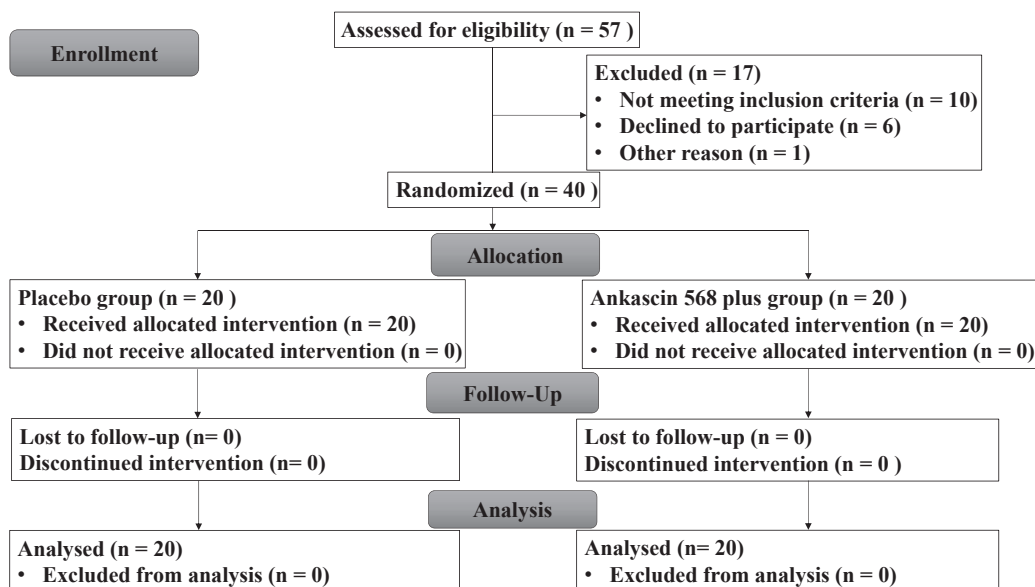 Assessed for eligibility (n = 57 )
Enrollment
Excluded (n = 17)
• Not meeting inclusion criteria (n = 10)
• Declined to participate (n = 6)
• Other reason (n = 1)
Randomized (n = 40 )
Allocation
Placebo group (n = 20 )
• Received allocated intervention (n = 20)
• Did not receive allocated intervention (n = 0)
Ankascin 568 plus group (n = 20 )
• Received allocated intervention (n = 20)
• Did not receive allocated intervention (n = 0)
Follow-Up
Lost to follow-up (n= 0)
Discontinued intervention (n= 0)
Lost to follow-up (n = 0)
Discontinued intervention (n = 0 )
Analysis
Analysed (n = 20)
• Excluded from analysis (n = 0)
Analysed (n= 20)
• Excluded from analysis (n = 0)